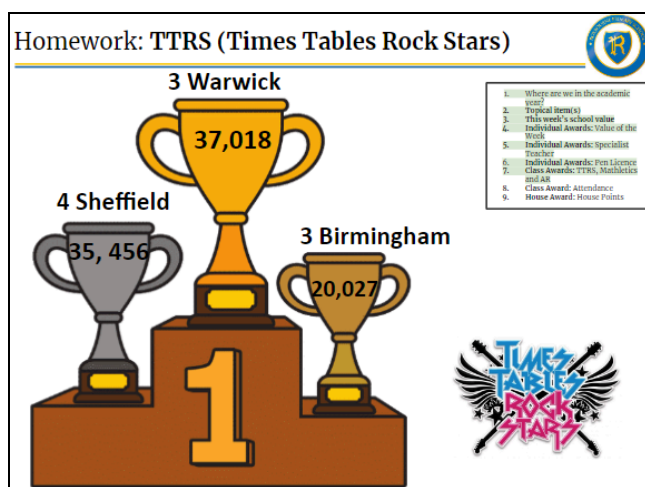 Homework: TTRS (Times Tables Rock Stars)
3 Warwick
37,018
4 Sheffield
35, 456
3 Birmingham
20,027
1
1. Where are we in the academic
year?
2. Topical item(s)
3. This week's school value
4. Individual Awards: Value of the
Week
5. Individual Awards: Specialist
Teacher
6. Individual Awards: Pen Licence
7. Class Awards: TTRS, Mathletics
and AR
8. Class Award: Attendance
9. House Award: House Points
TIMES
TABLES
ROCK
STARS